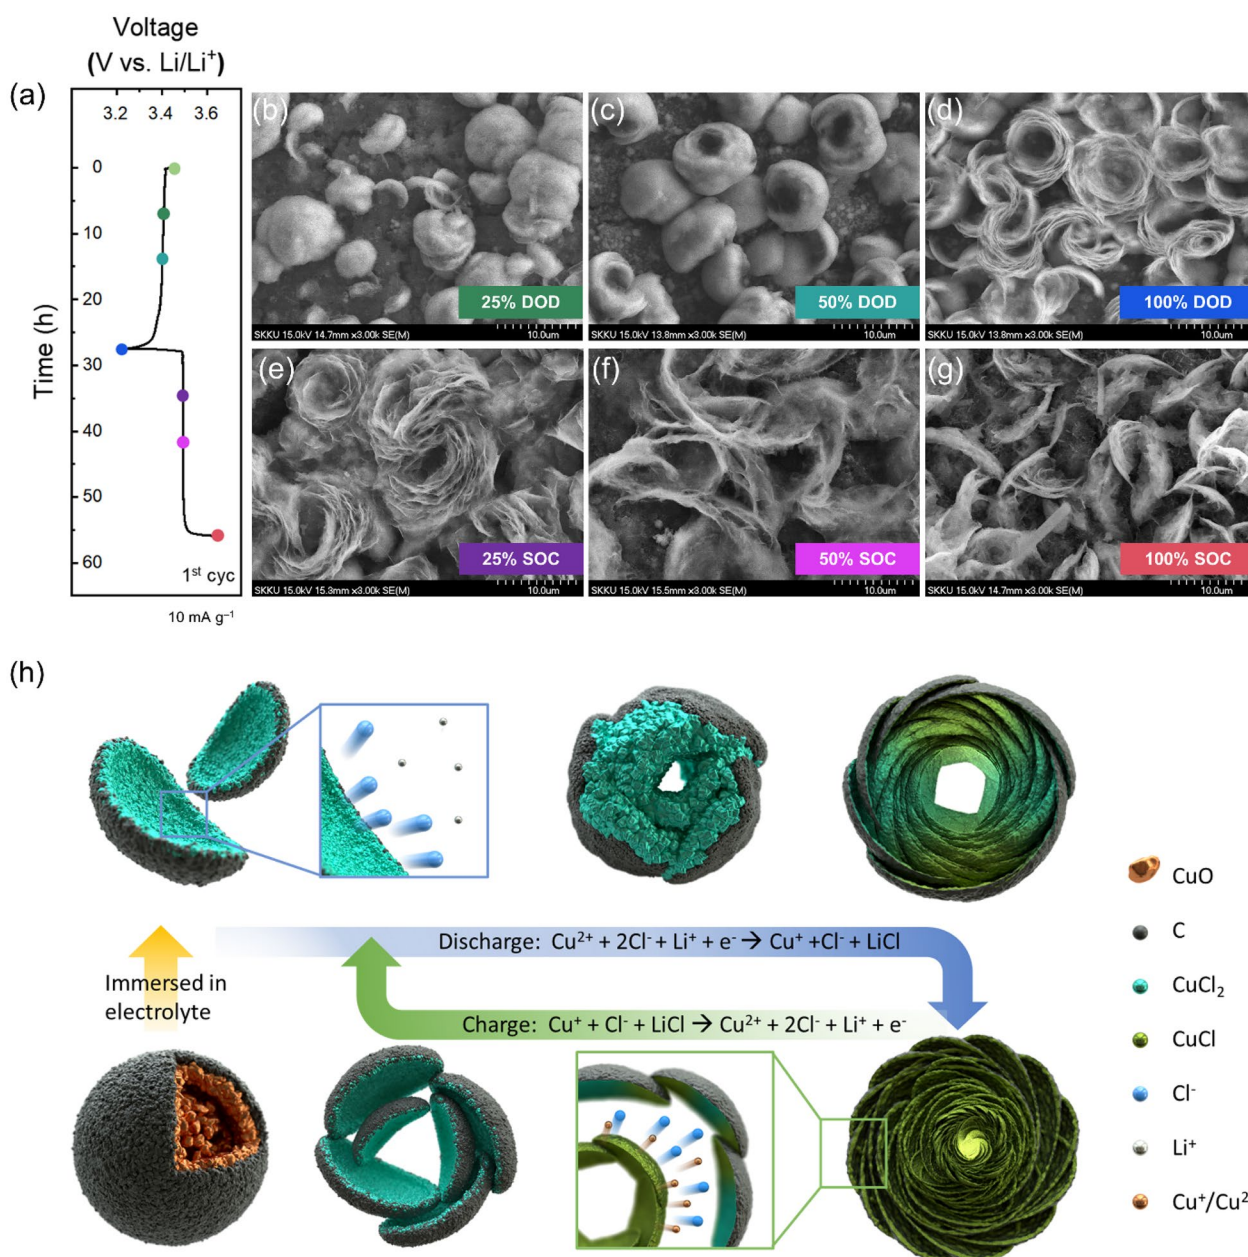 Voltage
(V vs. Li/Li⁺)
(a)
3.2 3.4 3.6
0
10
20
30
40
50
60
Time (h)
1ˢᵗ cyc
10 mA g⁻¹
(b)
25% DOD
SKKU 15.0kV 14.7mm x3.00k SE(M) 10.0um
(c)
50% DOD
SKKU 15.0kV 13.8mm x3.00k SE(M) 10.0um
(d)
100% DOD
SKKU 15.0kV 13.8mm x3.00k SE(M) 10.0um
(e)
25% SOC
SKKU 15.0kV 15.3mm x3.00k SE(M) 10.0um
(f)
50% SOC
SKKU 15.0kV 15.5mm x3.00k SE(M) 10.0um
(g)
100% SOC
SKKU 15.0kV 14.7mm x3.00k SE(M) 10.0um
(h)
Immersed in
electrolyte
Discharge: Cu²⁺ + 2Cl⁻ + Li⁺ + e⁻ → Cu⁺ +Cl⁻ + LiCl
Charge: Cu⁺ + Cl⁻ + LiCl → Cu²⁺ + 2Cl⁻ + Li⁺ + e⁻
CuO
C
CuCl₂
CuCl
Cl⁻
Li⁺
Cu⁺/Cu²